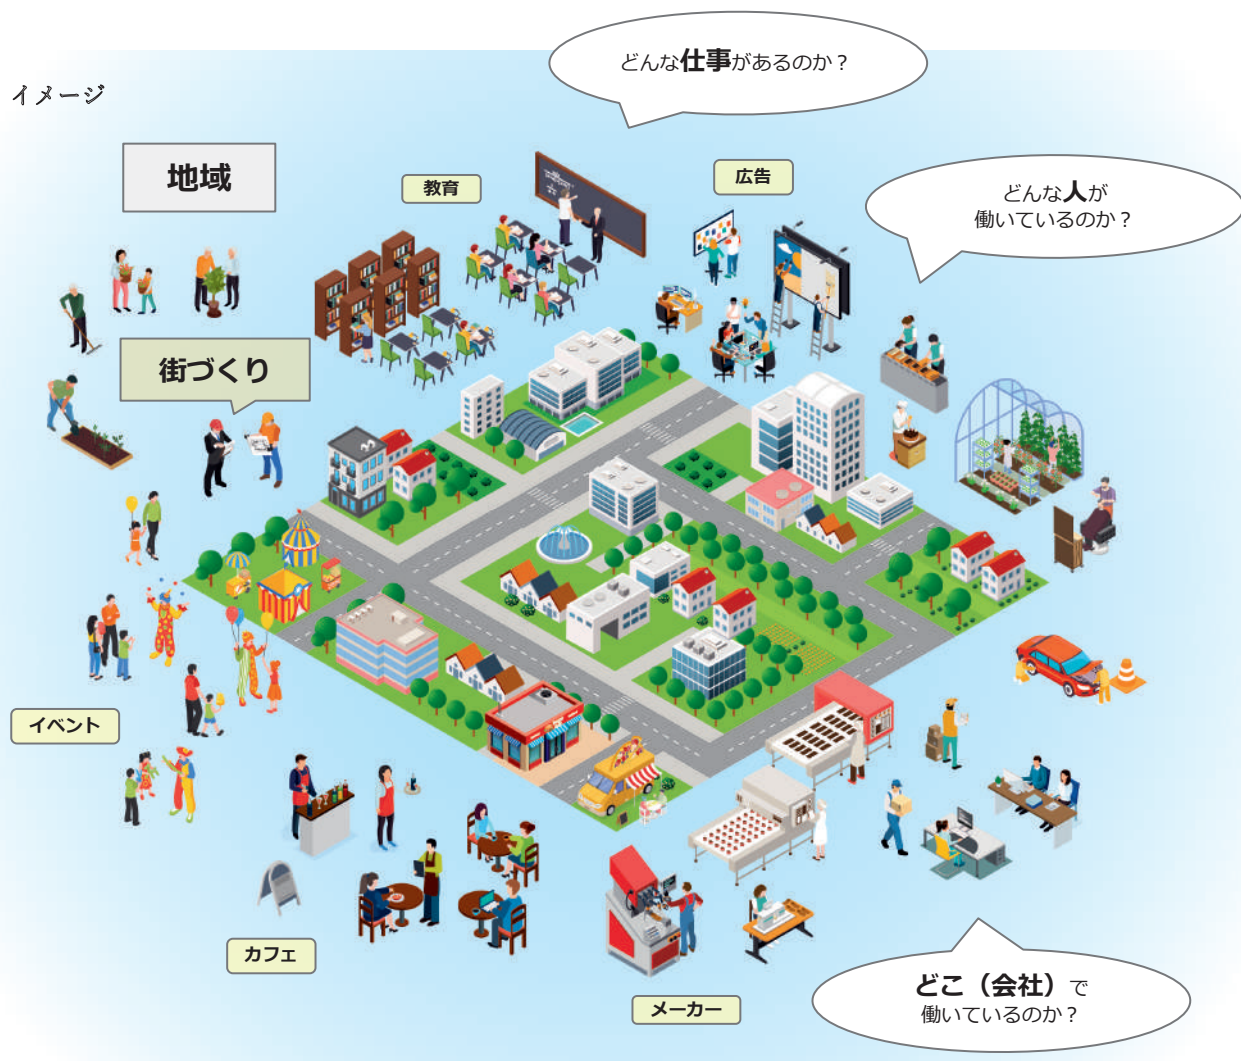 どんな仕事があるのか？
イメージ
地域
教育
広告
どんな人が
働いているのか？
街づくり
イベント
カフェ
メーカー
どこ（会社）で
働いているのか？